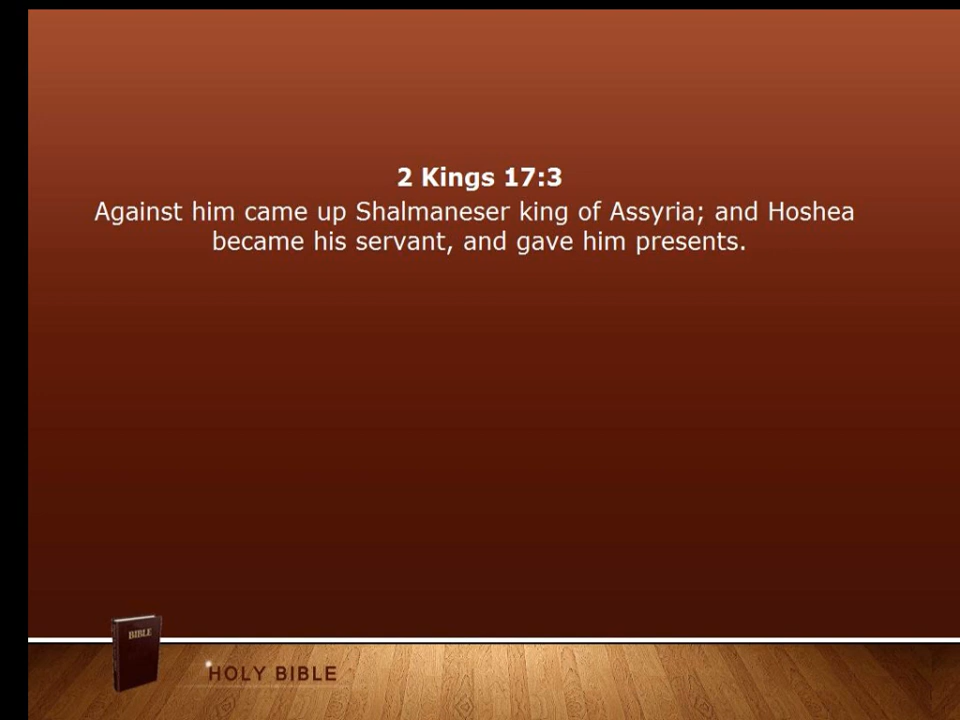 2 Kings 17:3
Against him came up Shalmaneser king of Assyria; and Hoshea
became his servant, and gave him presents.
BIBLE
HOLY BIBLE